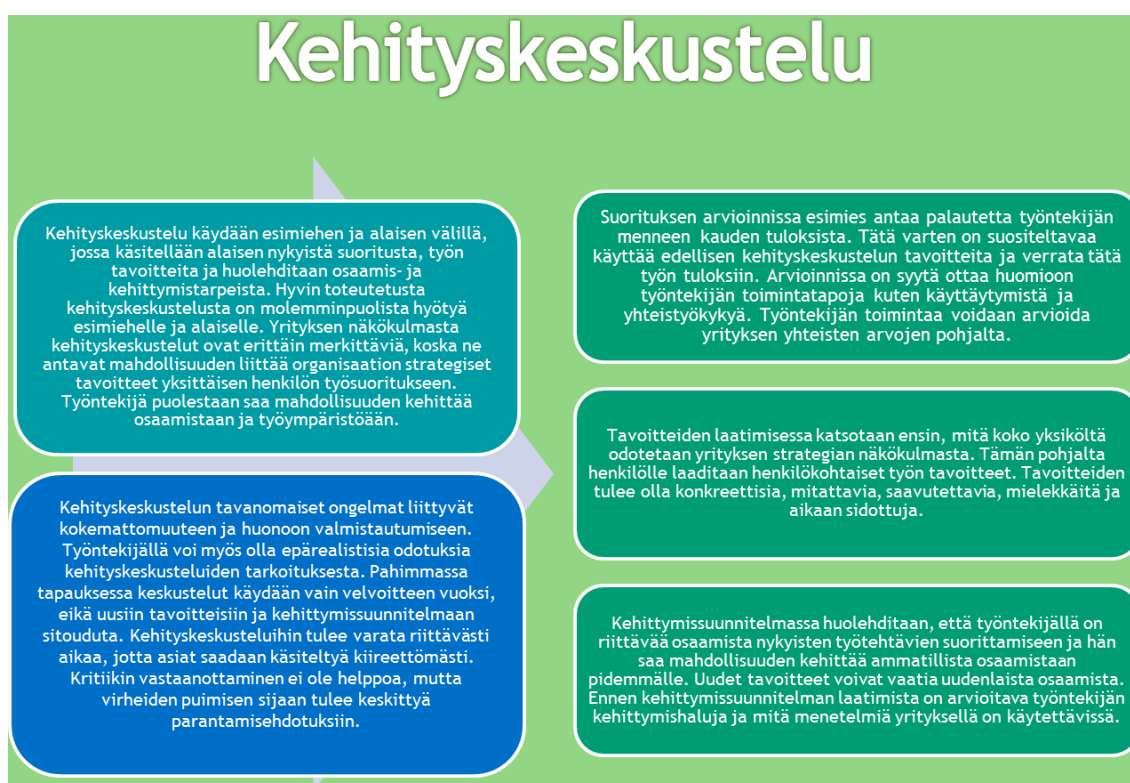 Kehityskeskustelu
Kehityskeskustelu käydään esimiehen ja alaisen välillä,
jossa käsitellään alaisen nykyistä suoritusta, työn
tavoitteita ja huolehditaan osaamis- ja
kehittymistarpeista. Hyvin toteutetusta
kehityskeskustelusta on molemminpuolista hyötyä
esimiehelle ja alaiselle. Yrityksen näkökulmasta
kehityskeskustelut ovat erittäin merkittäviä, koska ne
antavat mahdollisuuden liittää organisaation strategiset
tavoitteet yksittäisen henkilön työsuoritukseen.
Työntekijä puolestaan saa mahdollisuuden kehittää
osaamistaan ja työympäristöään.
Kehityskeskustelun tavanomaiset ongelmat liittyvät
kokemattomuuteen ja huonoon valmistautumiseen.
Työntekijällä voi myös olla epärealistisia odotuksia
kehityskeskusteluiden tarkoituksesta. Pahimmassa
tapauksessa keskustelut käydään vain velvoitteen vuoksi,
eikä uusiin tavoitteisiin ja kehittymissuunnitelmaan
sitouduta. Kehityskeskusteluihin tulee varata riittävästi
aikaa, jotta asiat saadaan käsiteltyä kiireettömästi.
Kritiikin vastaanottaminen ei ole helppoa, mutta
virheiden puimisen sijaan tulee keskittyä
parantamisehdotuksiin.
Suorituksen arvioinnissa esimies antaa palautetta työntekijän
menneen kauden tuloksista. Tätä varten on suositeltavaa
käyttää edellisen kehityskeskustelun tavoitteita ja verrata tätä
työn tuloksiin. Arvioinnissa on syytä ottaa huomioon
työntekijän toimintatapoja kuten käyttäytymistä ja
yhteistyökykyä. Työntekijän toimintaa voidaan arvioida
yrityksen yhteisten arvojen pohjalta.
Tavoitteiden laatimisessa katsotaan ensin, mitä koko yksiköltä
odotetaan yrityksen strategian näkökulmasta. Tämän pohjalta
henkilölle laaditaan henkilökohtaiset työn tavoitteet. Tavoitteiden
tulee olla konkreettisia, mitattavia, saavutettavia, mielekkäitä ja
aikaan sidottuja.
Kehittymissuunnitelmassa huolehditaan, että työntekijällä on
riittävää osaamista nykyisten työtehtävien suorittamiseen ja hän
saa mahdollisuuden kehittää ammatillista osaamistaan
pidemmälle. Uudet tavoitteet voivat vaatia uudenlaista osaamista.
Ennen kehittymissuunnitelman laatimista on arvioitava työntekijän
kehittymishaluja ja mitä menetelmiä yrityksellä on käytettävissä.